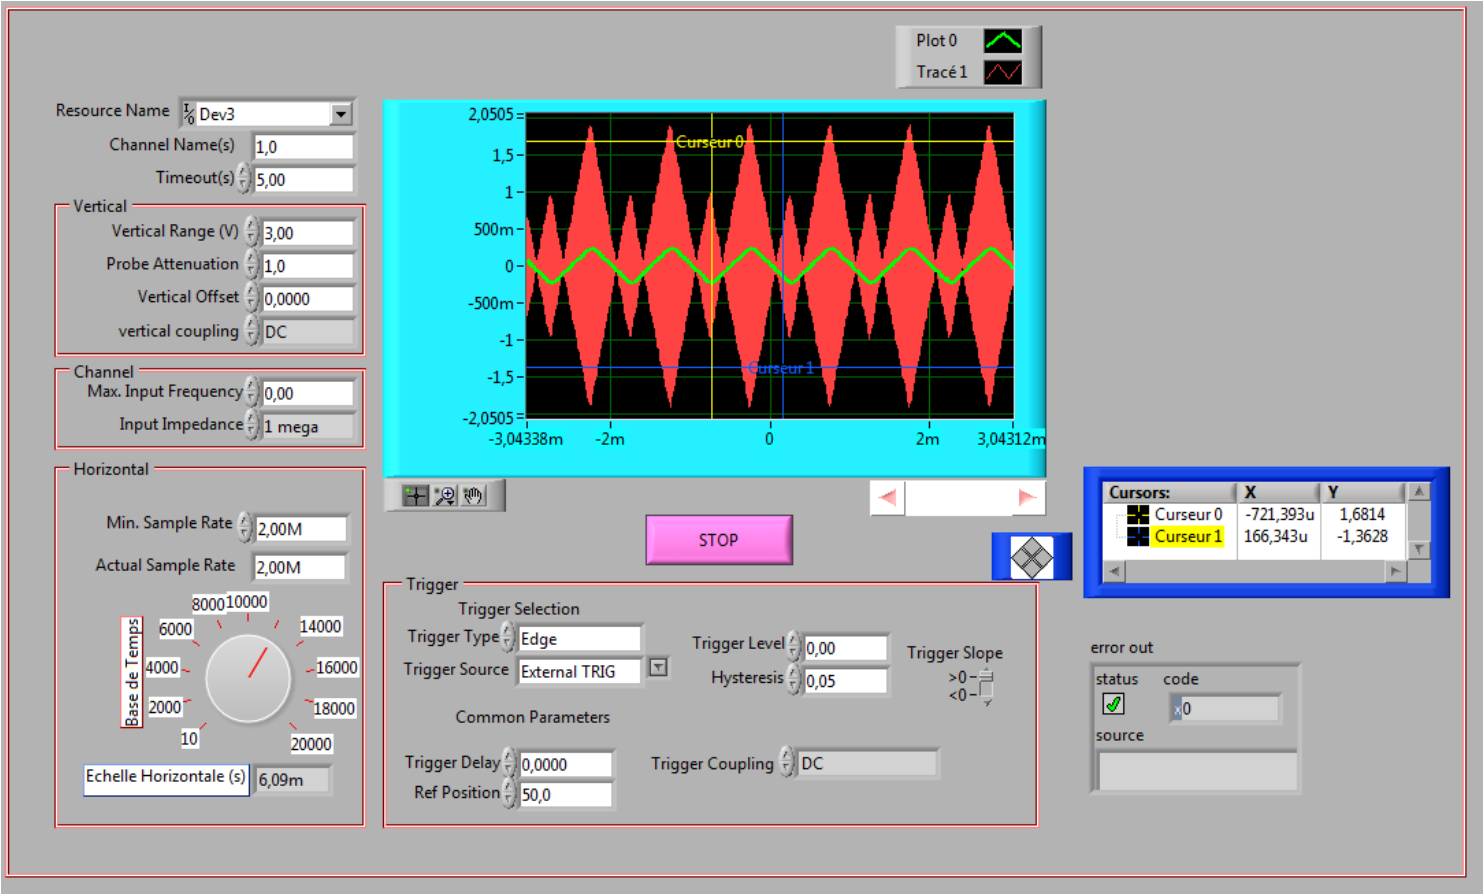 Plot 0
Tracé 1
Resource Name I/O Dev3
Channel Name(s) 1,0
Timeout(s) 5,00
Vertical
Vertical Range (V) 3,00
Probe Attenuation 1,0
Vertical Offset 0,0000
vertical coupling DC
Channel
Max. Input Frequency 0,00
Input Impedance 1 mega
Horizontal
Min. Sample Rate 2,00M
Actual Sample Rate 2,00M
Base de Temps
10
2000
4000
6000
8000
10000
14000
16000
18000
20000
Echelle Horizontale (s) 6,09m
2,0505
1,5
1
500m
0
-500m
-1
-1,5
-2,0505
-3,04338m -2m 0 2m 3,04312m
Curseur 0
Curseur 1
STOP
Cursors: X Y
Curseur 0 -721,393u 1,6814
Curseur 1 166,343u -1,3628
Trigger
Trigger Selection
Trigger Type Edge
Trigger Source External TRIG
Trigger Level 0,00
Hysteresis 0,05
Trigger Slope
>0
<0
Common Parameters
Trigger Delay 0,0000
Ref Position 50,0
Trigger Coupling DC
error out
status code
x0
source